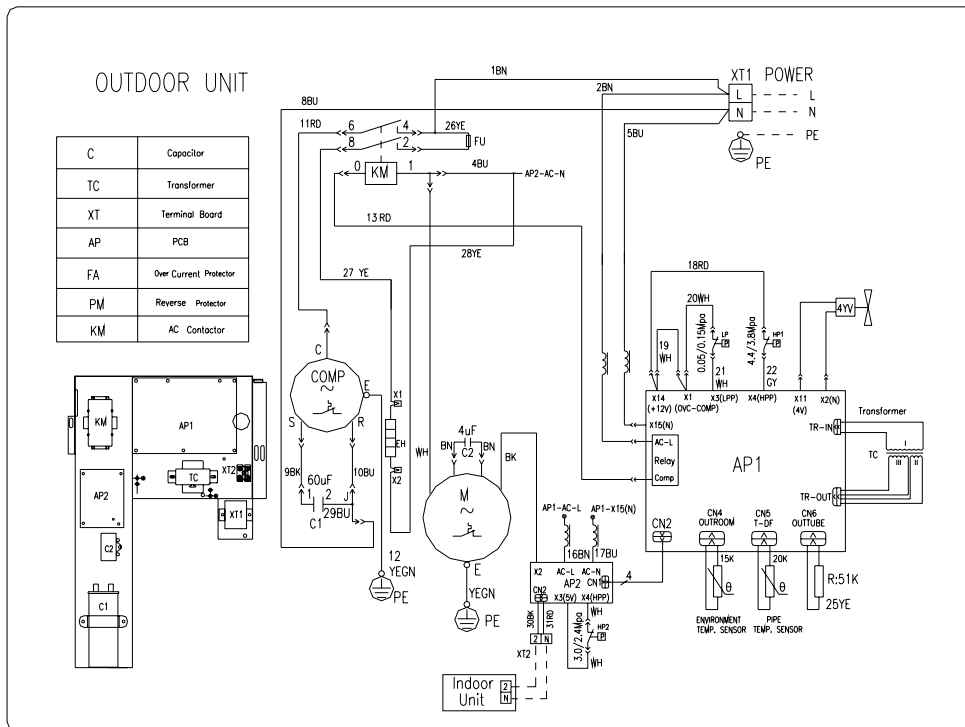 OUTDOOR UNIT
C Capacitor
TC Transformer
XT Terminal Board
AP PCB
FA Over Current Protector
PM Reverse Protector
KM AC Contactor
1BN
2BN
XT1 POWER
L L
N N
PE
PE
8BU
5BU
11RD
6 4
26YE
8 2
FU
0 KM 1
4BU
AP2-AC-N
13 RD
28YE
27 YE
18RD
20WH
19
WH
0.05/0.15Mpa
LP
P
4.4/3.8Mpa
HP1
P
21
WH
22
GY
4YV
C
COMP
~
E
S R
X1
EH
X2
9BK
60uF
10BU
1 2 J
C1
29BU
12
YEGN
PE
WH
4uF
BN C2 BN
BK
M
~
E
YEGN
PE
X14 X1 X3(LPP) X4(HPP) X11 X2(N)
(+12V) (OVC-COMP) (4V)
X15(N)
AC-L
Relay
Comp
AP1
TR-IN
TR-OUT
Transformer
TC
I
III II
CN2
CN4
OUTROOM
CN5
T-DF
CN6
OUTTUBE
15K
θ
20K
θ
R:51K
25YE
ENVIRONMENT
TEMP. SENSOR
PIPE
TEMP. SENSOR
AP1-AC-L AP1-X15(N)
16BN 17BU
X2 AC-L AC-N
AP2 CN1
4
CN2
X3(5V) X4(HPP)
30BK
31RD
3.0/2.4Mpa
WH
HP2
P
WH
XT2
2 N
Indoor
Unit
2
N
KM
AP1
TC
XT2
AP2
XT1
C2
C1